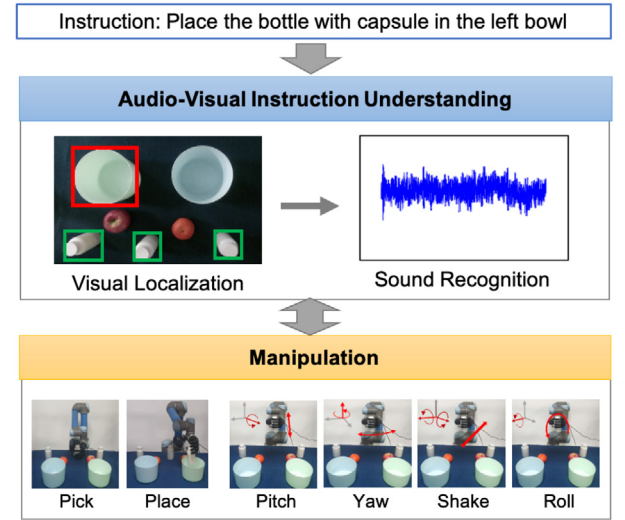 Instruction: Place the bottle with capsule in the left bowl
Audio-Visual Instruction Understanding
Visual Localization
Sound Recognition
Manipulation
Pick Place Pitch Yaw Shake Roll